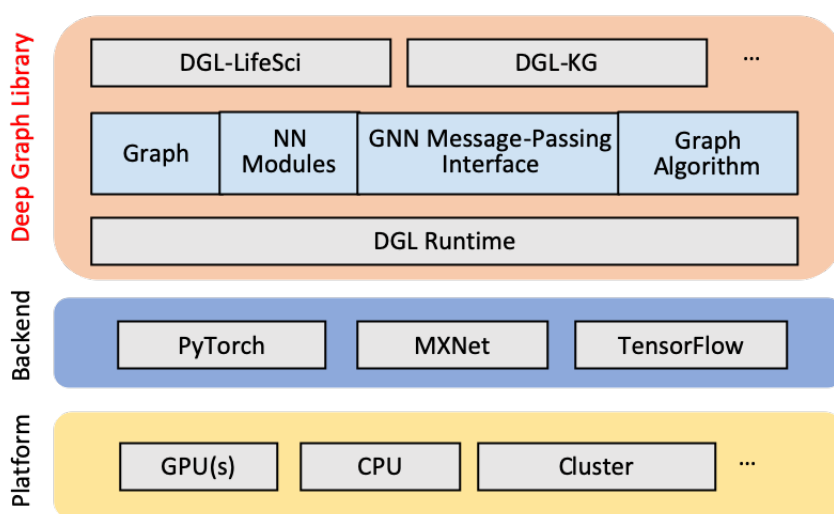 Deep Graph Library
DGL-LifeSci
DGL-KG
...
Graph
NN
Modules
GNN Message-Passing
Interface
Graph
Algorithm
DGL Runtime
Backend
PyTorch
MXNet
TensorFlow
Platform
GPU(s)
CPU
Cluster
...